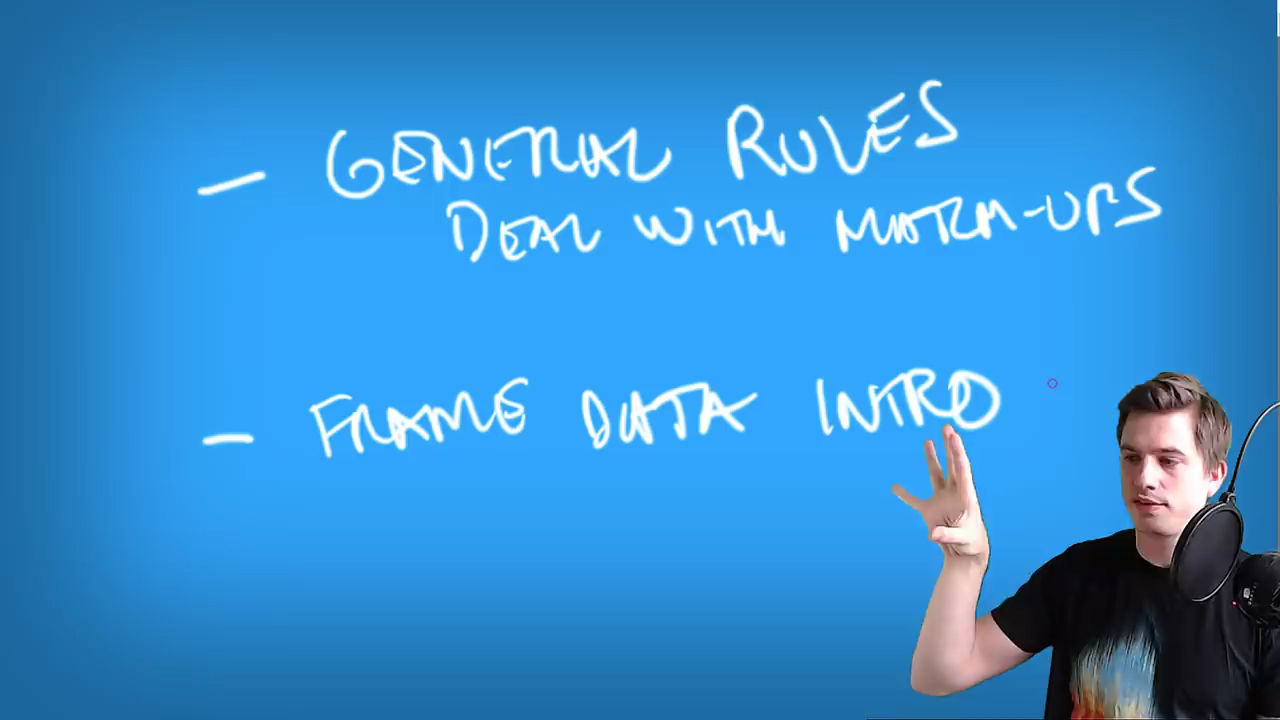 - GENERAL RULES
DEAL WITH MATCH-UPS
- FRAME DATA INTRO